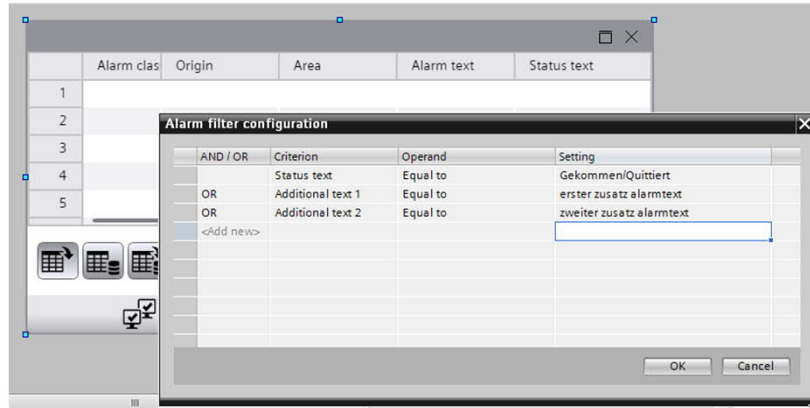 Alarm clas Origin Area Alarm text Status text
1
2
3
4
5
Alarm filter configuration
AND / OR Criterion Operand Setting
Status text Equal to Gekommen/Quittiert
OR Additional text 1 Equal to erster zusatz alarmtext
OR Additional text 2 Equal to zweiter zusatz alarmtext
<Add new>
OK Cancel